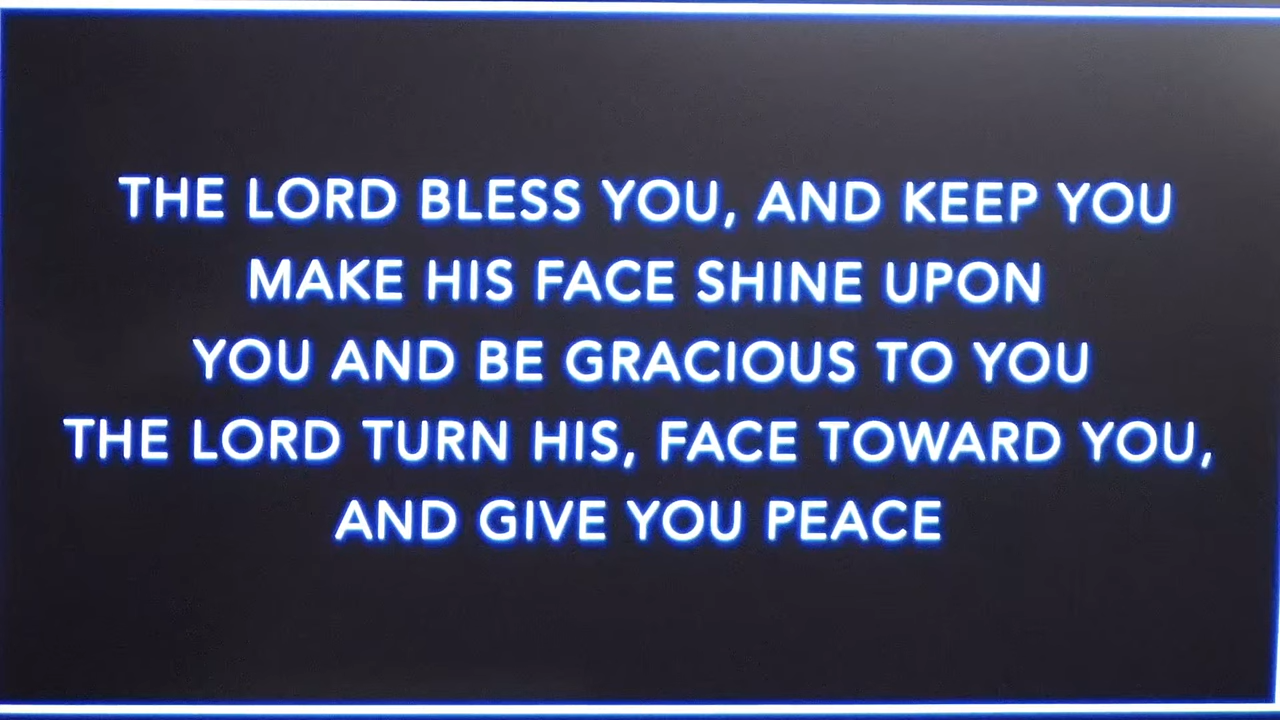 THE LORD BLESS YOU, AND KEEP YOU
MAKE HIS FACE SHINE UPON
YOU AND BE GRACIOUS TO YOU
THE LORD TURN HIS, FACE TOWARD YOU,
AND GIVE YOU PEACE